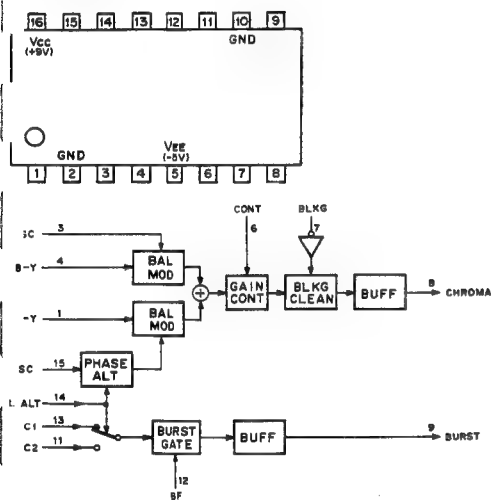 16 15 14 13 12 11 10 9
VCC GND
(+9V)
GND VEE
(-5V)
1 2 3 4 5 6 7 8
CONT BLKG
6 7
SC 3
B-Y 4
BAL MOD
-Y 1
BAL MOD
+
GAIN CONT
BLKG CLEAN
BUFF
8 CHROMA
SC 15
PHASE ALT
L ALT 14
C1 13
C2 11
BURST GATE
BUFF
9 BURST
12
BF